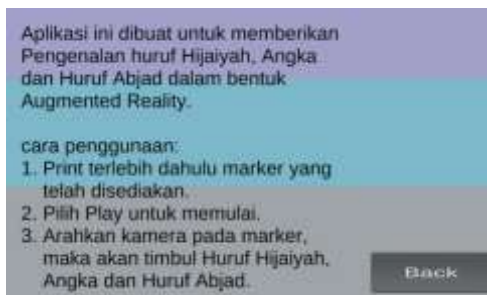 Aplikasi ini dibuat untuk memberikan
Pengenalan huruf Hijaiyah, Angka
dan Huruf Abjad dalam bentuk
Augmented Reality.
cara penggunaan:
1. Print terlebih dahulu marker yang
telah disediakan.
2. Pilih Play untuk memulai.
3. Arahkan kamera pada marker,
maka akan timbul Huruf Hijaiyah,
Angka dan Huruf Abjad.
Back